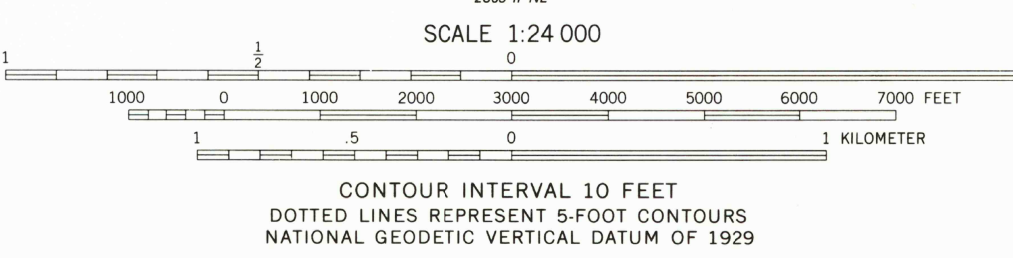 SCALE 1:24 000
1 1/2 0
1000 0 1000 2000 3000 4000 5000 6000 7000 FEET
1 .5 0 1 KILOMETER
CONTOUR INTERVAL 10 FEET
DOTTED LINES REPRESENT 5-FOOT CONTOURS
NATIONAL GEODETIC VERTICAL DATUM OF 1929